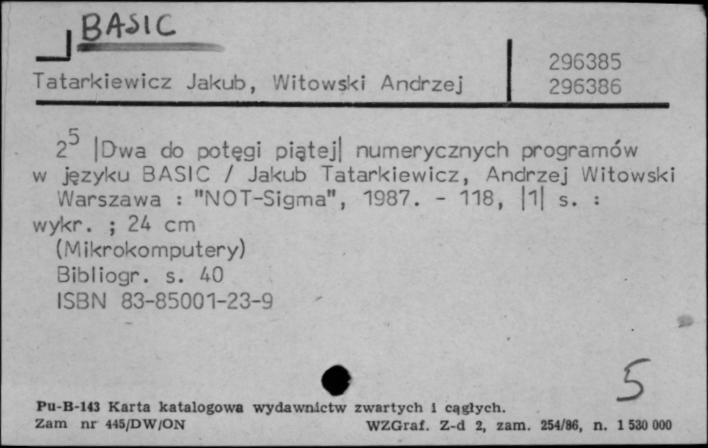 BASIC
296385
Tatarkiewicz Jakub, Witowski Andrzej 296386
2⁵ |Dwa do potęgi piątej| numerycznych programów
w języku BASIC / Jakub Tatarkiewicz, Andrzej Witowski
Warszawa : "NOT-Sigma", 1987. - 118, |1| s. :
wykr. ; 24 cm
(Mikrokomputery)
Bibliogr. s. 40
ISBN 83-85001-23-9
5
Pu-B-143 Karta katalogowa wydawnictw zwartych i cągłych.
Zam nr 445/DW/ON WZGraf. Z-d 2, zam. 254/86, n. 1 530 000